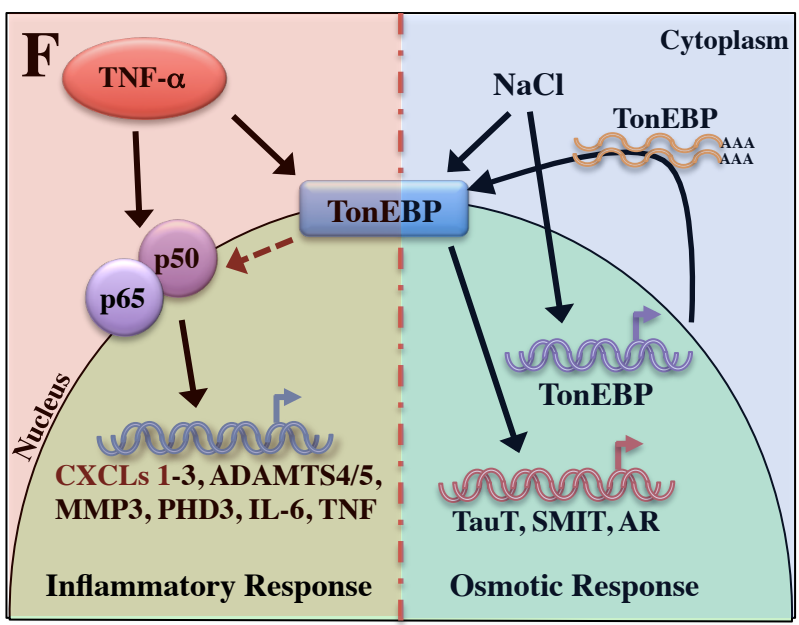 F
TNF-α
Cytoplasm
NaCl
TonEBP
AAA
AAA
TonEBP
p50
p65
Nucleus
TonEBP
CXCLs 1-3, ADAMTS4/5,
MMP3, PHD3, IL-6, TNF
TauT, SMIT, AR
Inflammatory Response
Osmotic Response